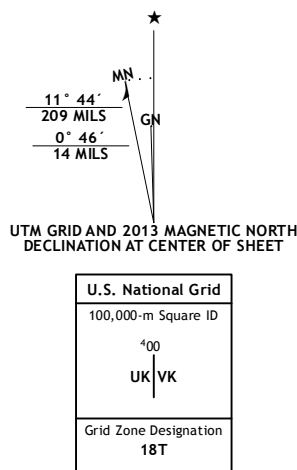 ★
MN
11° 44´
209 MILS
GN
0° 46´
14 MILS
UTM GRID AND 2013 MAGNETIC NORTH
DECLINATION AT CENTER OF SHEET
U.S. National Grid
100,000-m Square ID
⁴00
UK VK
Grid Zone Designation
18T